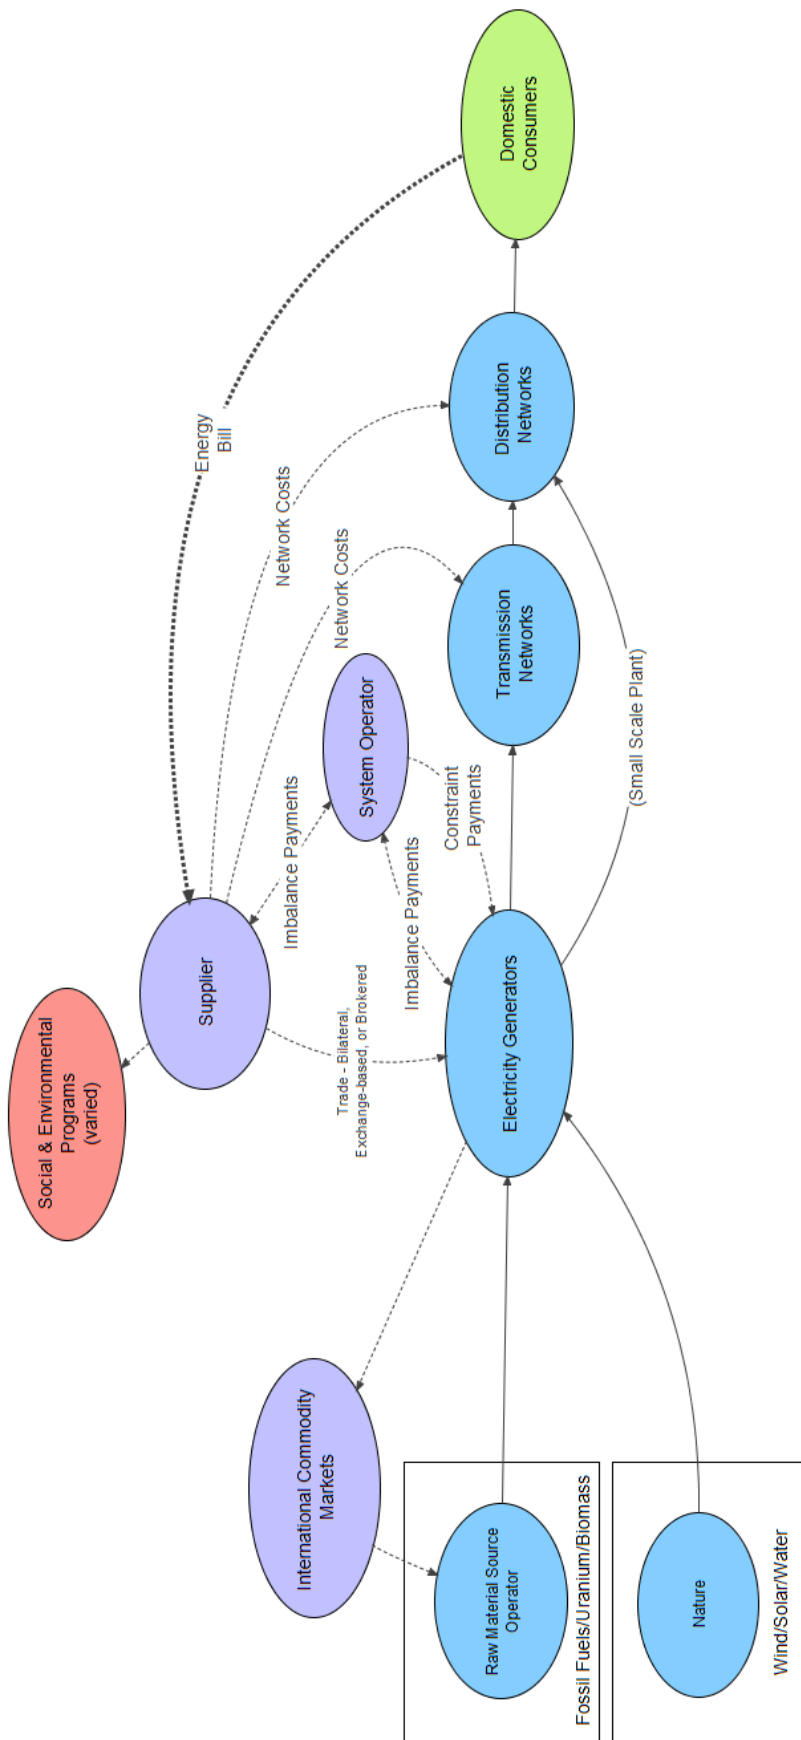 Social & Environmental
Programs
(varied)
Supplier
Energy
Bill
Network Costs
Network Costs
Imbalance Payments
System Operator
Imbalance Payments
Constraint
Payments
Trade - Bilateral,
Exchange-based, or Brokered
International Commodity
Markets
Raw Material Source
Operator
Fossil Fuels/Uranium/Biomass
Nature
Wind/Solar/Water
Electricity Generators
(Small Scale Plant)
Transmission
Networks
Distribution
Networks
Domestic
Consumers